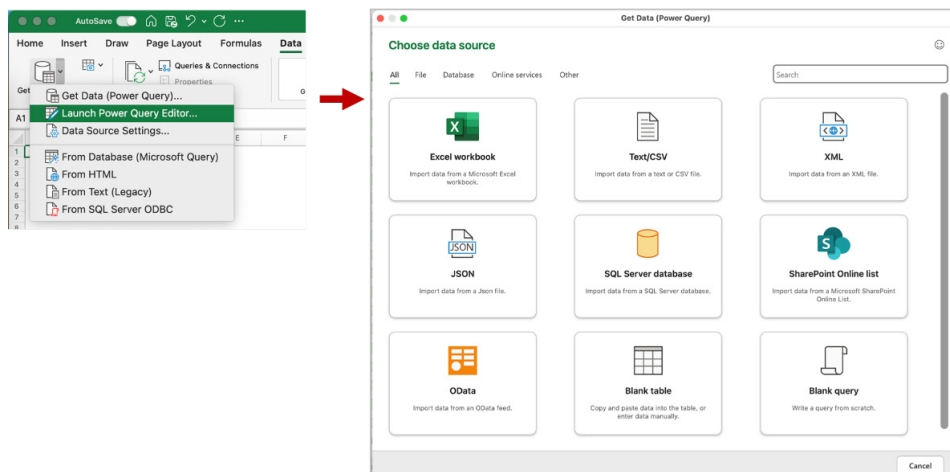 AutoSave
Home Insert Draw Page Layout Formulas Data
Queries & Connections
Properties
Get
Get Data (Power Query)...
Launch Power Query Editor...
A1
Data Source Settings...
E F
1
2
From Database (Microsoft Query)
3
From HTML
4
5
From Text (Legacy)
6
From SQL Server ODBC
7
8
Get Data (Power Query)
Choose data source
All File Database Online services Other
Search
Excel workbook
Import data from a Microsoft Excel
workbook.
Text/CSV
Import data from a text or CSV file.
XML
Import data from an XML file.
JSON
JSON
Import data from a Json file.
SQL Server database
Import data from a SQL Server database.
S
SharePoint Online list
Import data from a Microsoft SharePoint
Online List.
OData
Import data from an OData feed.
Blank table
Copy and paste data into the table, or
enter data manually.
Blank query
Write a query from scratch.
Cancel